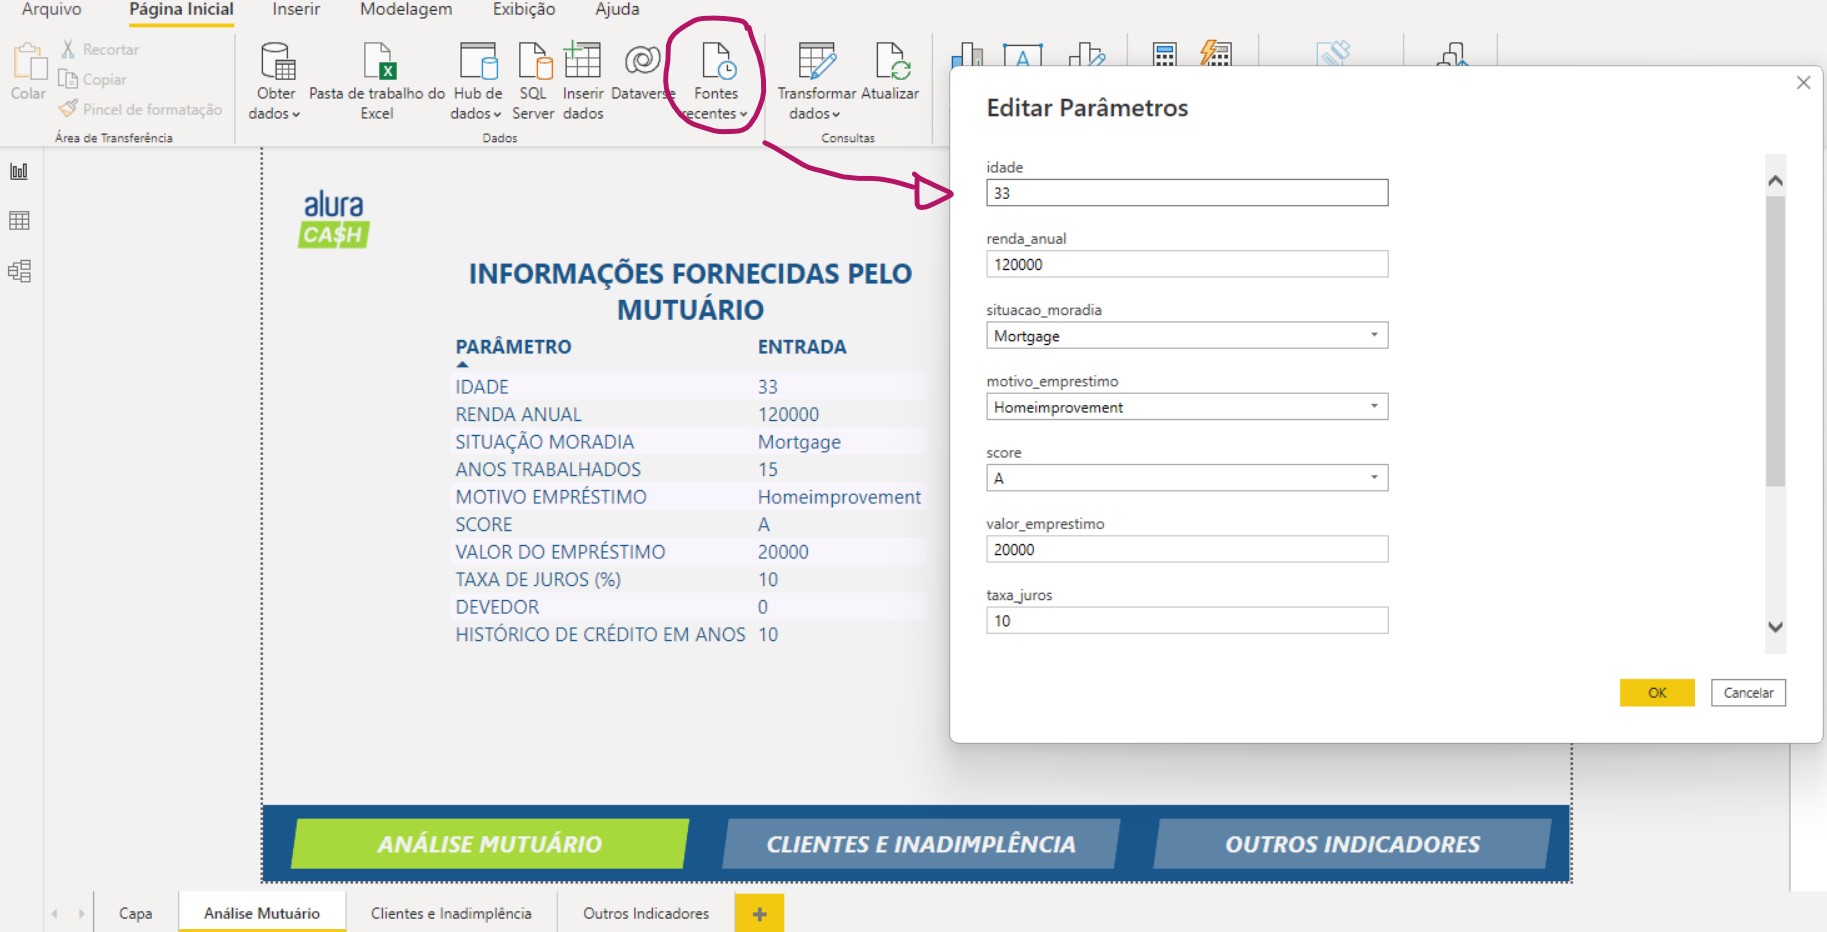 Arquivo Página Inicial Inserir Modelagem Exibição Ajuda
Colar
Recortar
Copiar
Pincel de formatação
Área de Transferência
Obter dados
Pasta de trabalho do Excel
Hub de dados
SQL Server
Inserir dados
Dataverse
Fontes recentes
Dados
Transformar dados
Atualizar
Consultas
alura
CA$H
INFORMAÇÕES FORNECIDAS PELO
MUTUÁRIO
PARÂMETRO ENTRADA
IDADE 33
RENDA ANUAL 120000
SITUAÇÃO MORADIA Mortgage
ANOS TRABALHADOS 15
MOTIVO EMPRÉSTIMO Homeimprovement
SCORE A
VALOR DO EMPRÉSTIMO 20000
TAXA DE JUROS (%) 10
DEVEDOR 0
HISTÓRICO DE CRÉDITO EM ANOS 10
Editar Parâmetros
idade
33
renda_anual
120000
situacao_moradia
Mortgage
motivo_emprestimo
Homeimprovement
score
A
valor_emprestimo
20000
taxa_juros
10
OK Cancelar
ANÁLISE MUTUÁRIO CLIENTES E INADIMPLÊNCIA OUTROS INDICADORES
Capa Análise Mutuário Clientes e Inadimplência Outros Indicadores